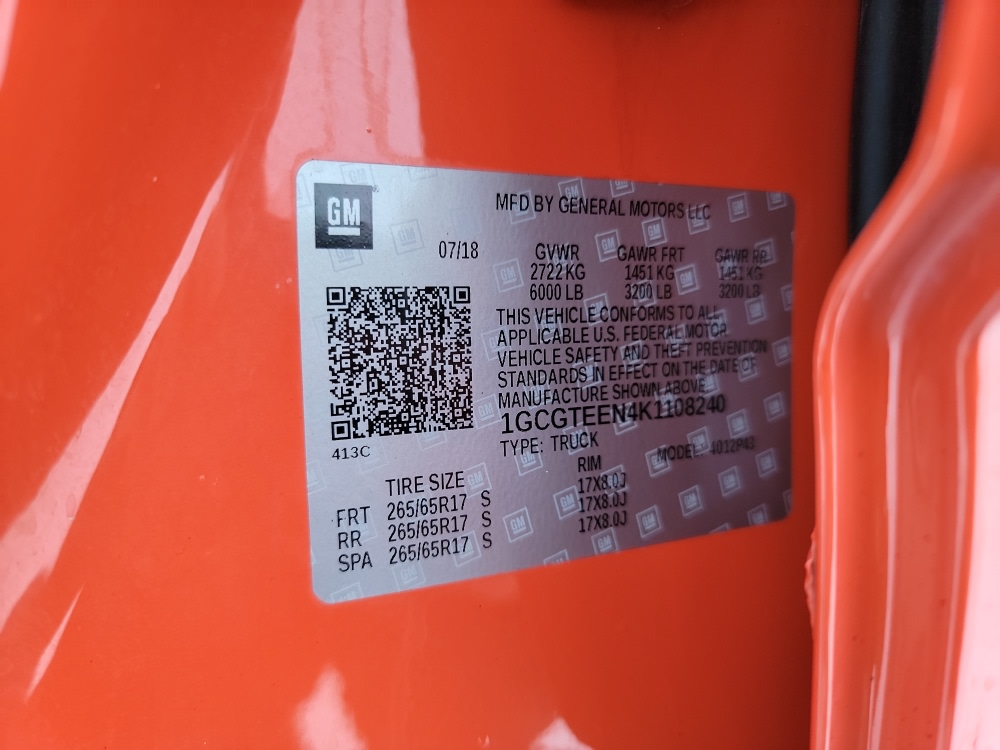 GM
MFD BY GENERAL MOTORS LLC
07/18
GVWR GAWR FRT GAWR RR
2722 KG 1451 KG 1451 KG
6000 LB 3200 LB 3200 LB
THIS VEHICLE CONFORMS TO ALL
APPLICABLE U.S. FEDERAL MOTOR
VEHICLE SAFETY AND THEFT PREVENTION
STANDARDS IN EFFECT ON THE DATE OF
MANUFACTURE SHOWN ABOVE.
1GCGTEEN4K1108240
413C
TYPE: TRUCK MODEL: 4012P43
TIRE SIZE RIM
FRT 265/65R17 S 17X8.0J
RR 265/65R17 S 17X8.0J
SPA 265/65R17 S 17X8.0J